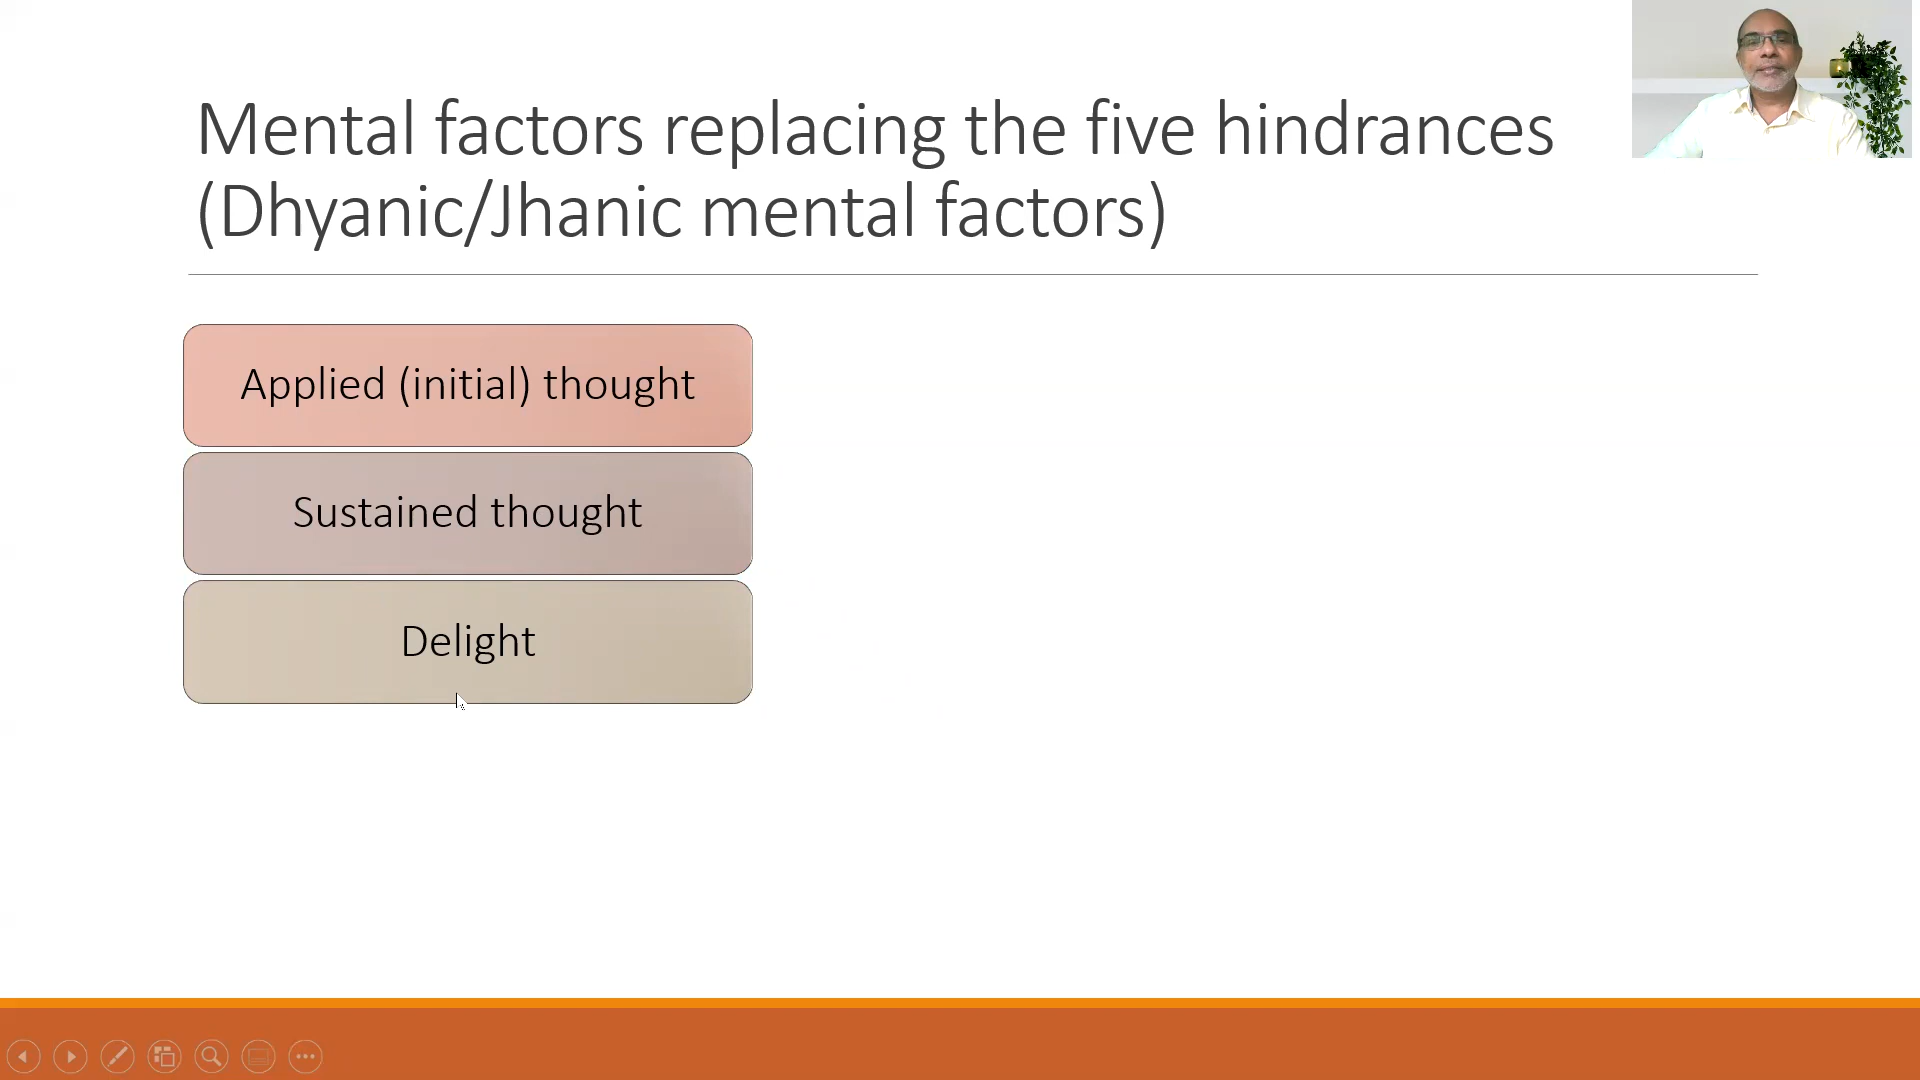 Mental factors replacing the five hindrances
(Dhyanic/Jhanic mental factors)
Applied (initial) thought
Sustained thought
Delight